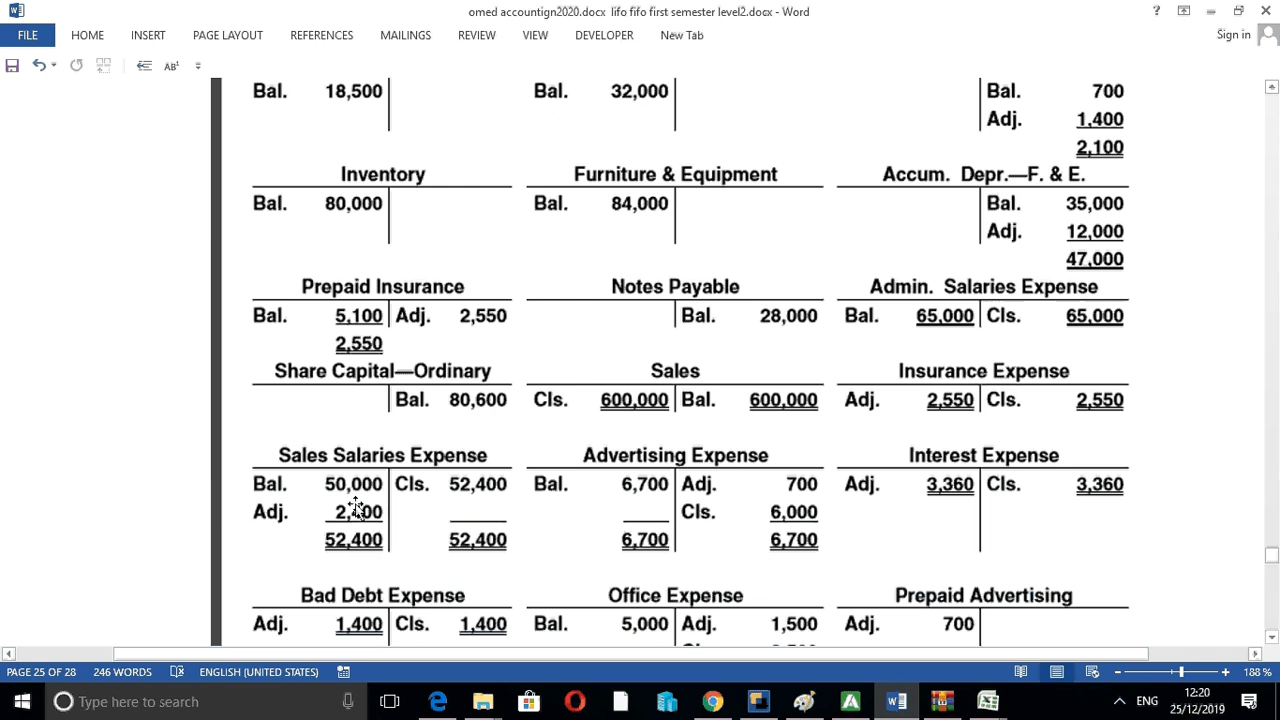 omed accountign2020.docx lifo fifo first semester level2.docx - Word
FILE HOME INSERT PAGE LAYOUT REFERENCES MAILINGS REVIEW VIEW DEVELOPER New Tab Sign in
Bal. 18,500 Bal. 32,000 Bal. 700
Adj. 1,400
2,100
Inventory Furniture & Equipment Accum. Depr.—F. & E.
Bal. 80,000 Bal. 84,000 Bal. 35,000
Adj. 12,000
47,000
Prepaid Insurance Notes Payable Admin. Salaries Expense
Bal. 5,100 Adj. 2,550 Bal. 28,000 Bal. 65,000 Cls. 65,000
2,550
Share Capital—Ordinary Sales Insurance Expense
Bal. 80,600 Cls. 600,000 Bal. 600,000 Adj. 2,550 Cls. 2,550
Sales Salaries Expense Advertising Expense Interest Expense
Bal. 50,000 Cls. 52,400 Bal. 6,700 Adj. 700 Adj. 3,360 Cls. 3,360
Adj. 2,400 Cls. 6,000
52,400 52,400 6,700 6,700
Bad Debt Expense Office Expense Prepaid Advertising
Adj. 1,400 Cls. 1,400 Bal. 5,000 Adj. 1,500 Adj. 700
PAGE 25 OF 28 246 WORDS ENGLISH (UNITED STATES) 188 %
Type here to search ENG 12:20
25/12/2019